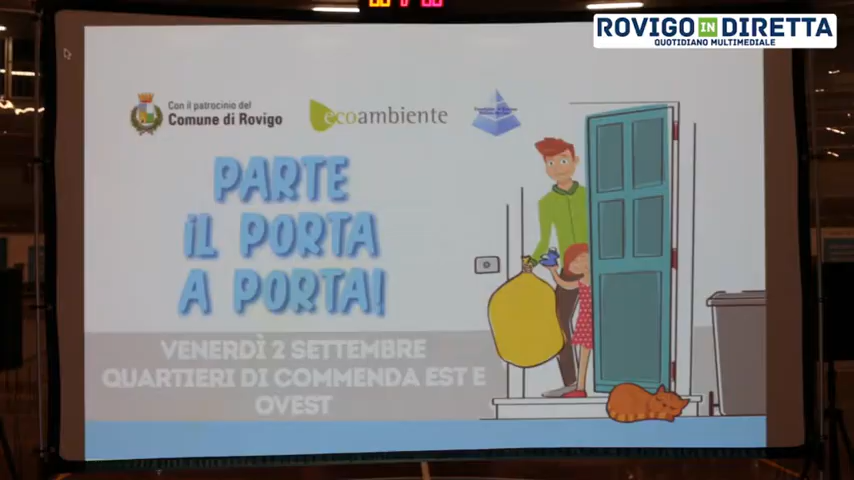 ROVIGO IN DIRETTA
QUOTIDIANO MULTIMEDIALE
Con il patrocinio del
Comune di Rovigo
ecoambiente
PARTE
iL PORTA
A PORTA!
VENERDÌ 2 SETTEMBRE
QUARTIERI DI COMMENDA EST E
OVEST